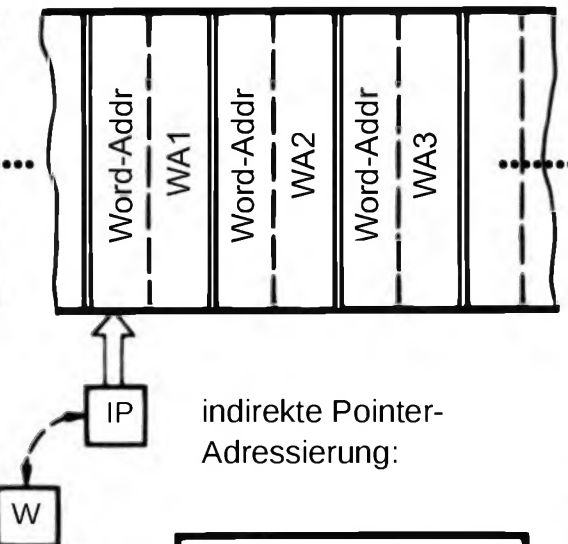 Word-Addr
WA1
Word-Addr
WA2
Word-Addr
WA3
IP
indirekte Pointer-
Adressierung:
W